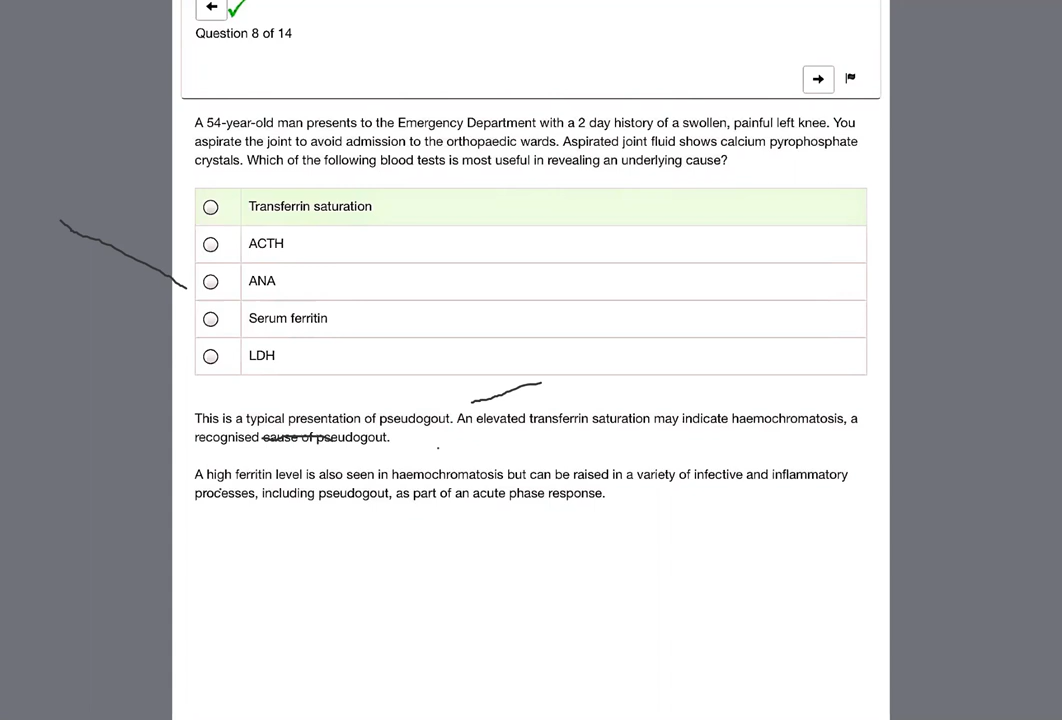 Question 8 of 14
A 54-year-old man presents to the Emergency Department with a 2 day history of a swollen, painful left knee. You
aspirate the joint to avoid admission to the orthopaedic wards. Aspirated joint fluid shows calcium pyrophosphate
crystals. Which of the following blood tests is most useful in revealing an underlying cause?
Transferrin saturation
ACTH
ANA
Serum ferritin
LDH
This is a typical presentation of pseudogout. An elevated transferrin saturation may indicate haemochromatosis, a
recognised cause of pseudogout.
A high ferritin level is also seen in haemochromatosis but can be raised in a variety of infective and inflammatory
processes, including pseudogout, as part of an acute phase response.